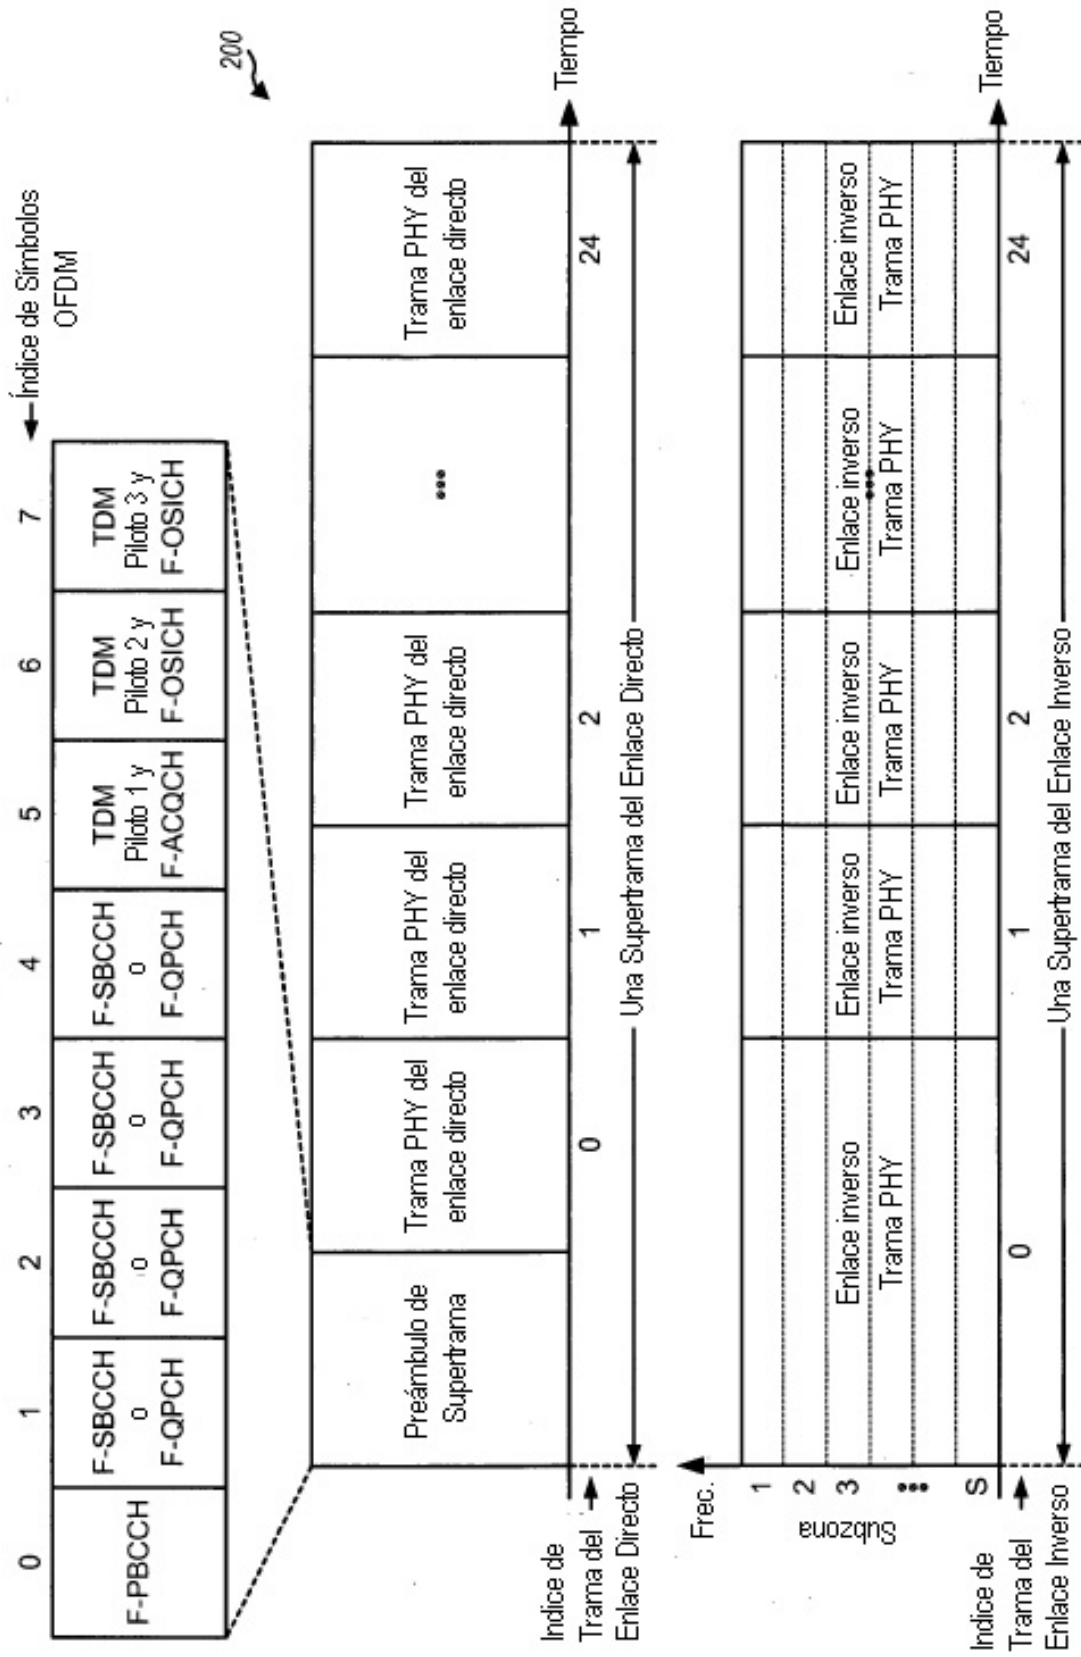 200
0 1 2 3 4 5 6 7
Índice de Símbolos
OFDM
F-PBCCH
F-SBCCH
o
F-QPCH
F-SBCCH
o
F-QPCH
F-SBCCH
o
F-QPCH
F-SBCCH
o
F-QPCH
TDM
Piloto 1 y
F-ACQCH
TDM
Piloto 2 y
F-OSICH
TDM
Piloto 3 y
F-OSICH
Preámbulo de
Supertrama
Trama PHY del
enlace directo
Trama PHY del
enlace directo
Trama PHY del
enlace directo
...
Trama PHY del
enlace directo
Tiempo
Indice de
Trama del
Enlace Directo
0 1 2 24
Una Supertrama del Enlace Directo
Frec.
Subzona
1
2
3
...
S
Enlace inverso
Trama PHY
Enlace inverso
Trama PHY
Enlace inverso
Trama PHY
Enlace inverso
...
Trama PHY
Enlace inverso
Trama PHY
Tiempo
Indice de
Trama del
Enlace Inverso
0 1 2 24
Una Supertrama del Enlace Inverso